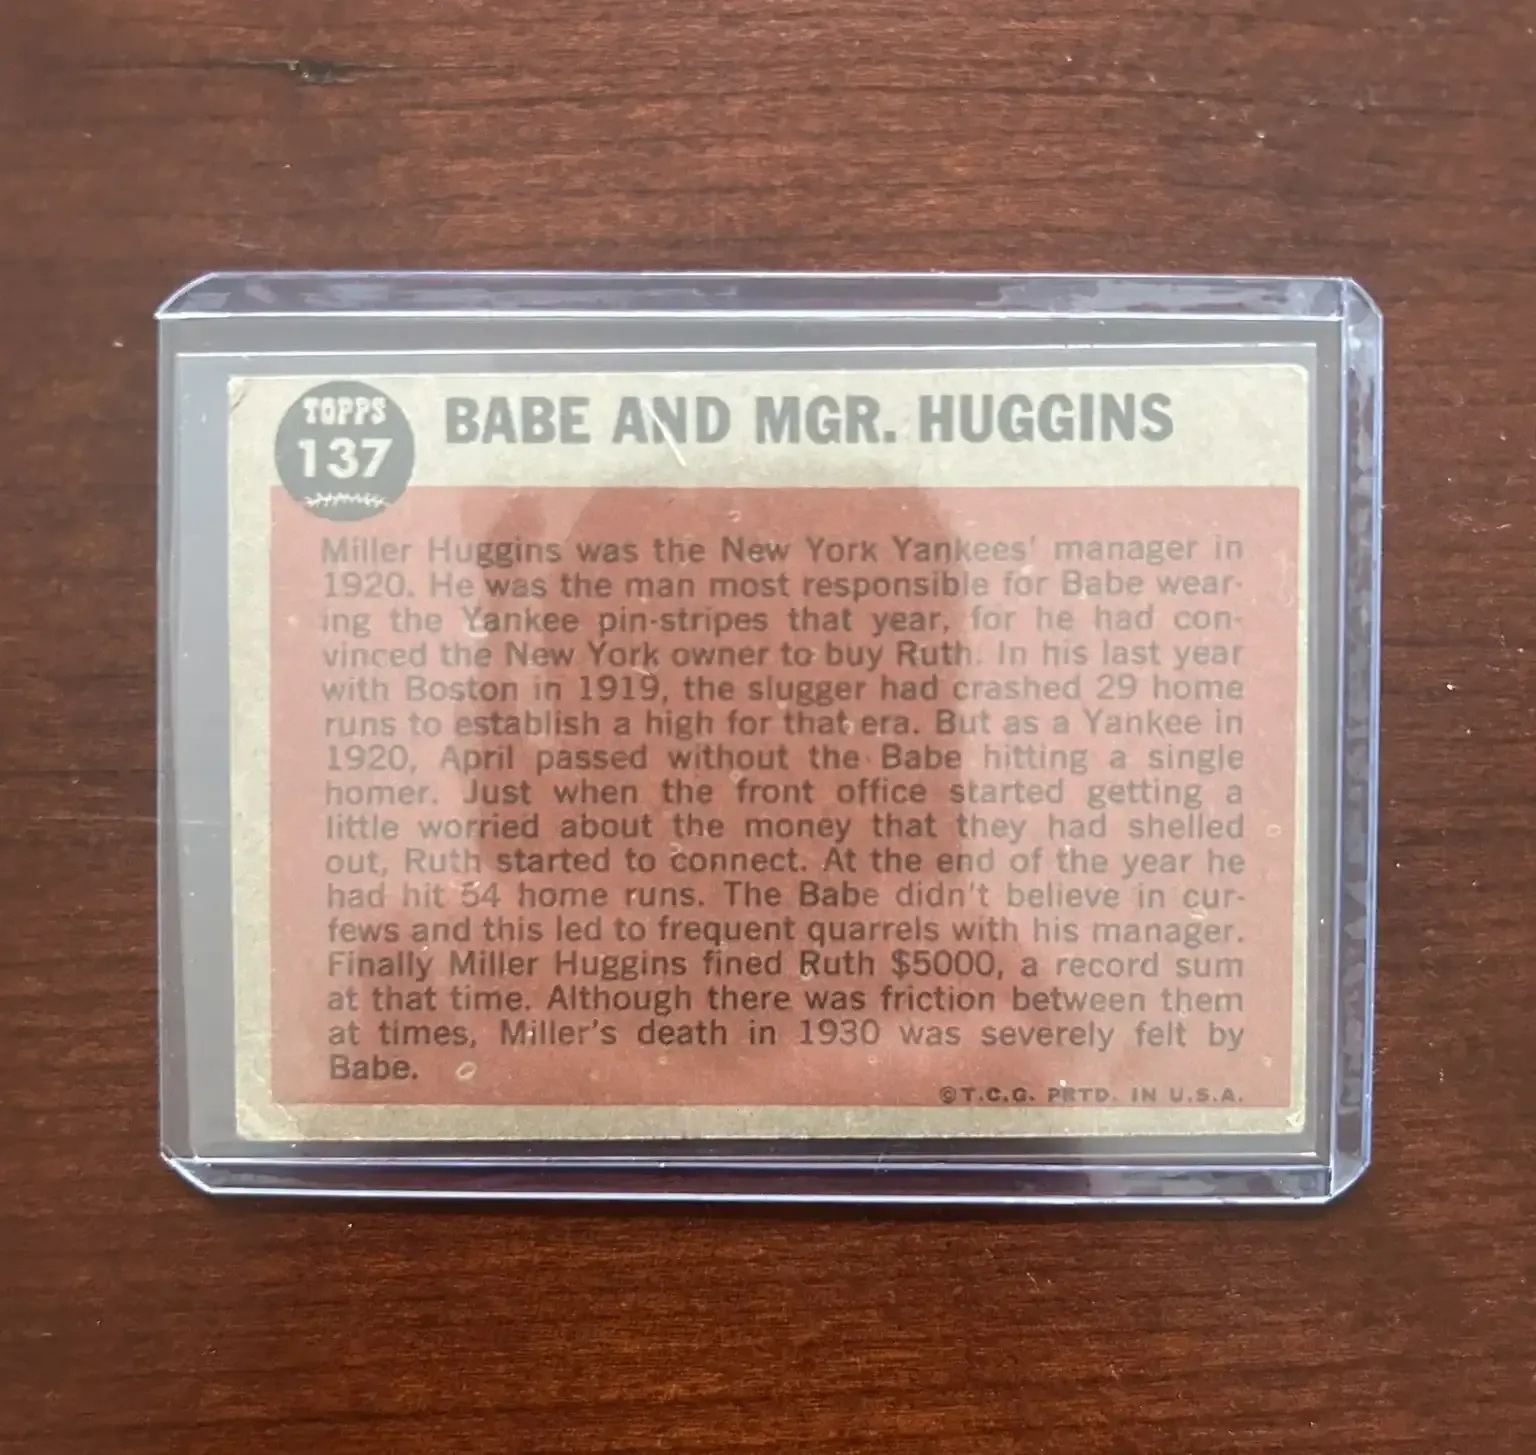 TOPPS
137
BABE AND MGR. HUGGINS
Miller Huggins was the New York Yankees' manager in
1920. He was the man most responsible for Babe wear-
ing the Yankee pin-stripes that year, for he had con-
vinced the New York owner to buy Ruth. In his last year
with Boston in 1919, the slugger had crashed 29 home
runs to establish a high for that era. But as a Yankee in
1920, April passed without the Babe hitting a single
homer. Just when the front office started getting a
little worried about the money that they had shelled
out, Ruth started to connect. At the end of the year he
had hit 54 home runs. The Babe didn't believe in cur-
fews and this led to frequent quarrels with his manager.
Finally Miller Huggins fined Ruth $5000, a record sum
at that time. Although there was friction between them
at times, Miller's death in 1930 was severely felt by
Babe.
©T.C.G. PRTD. IN U.S.A.